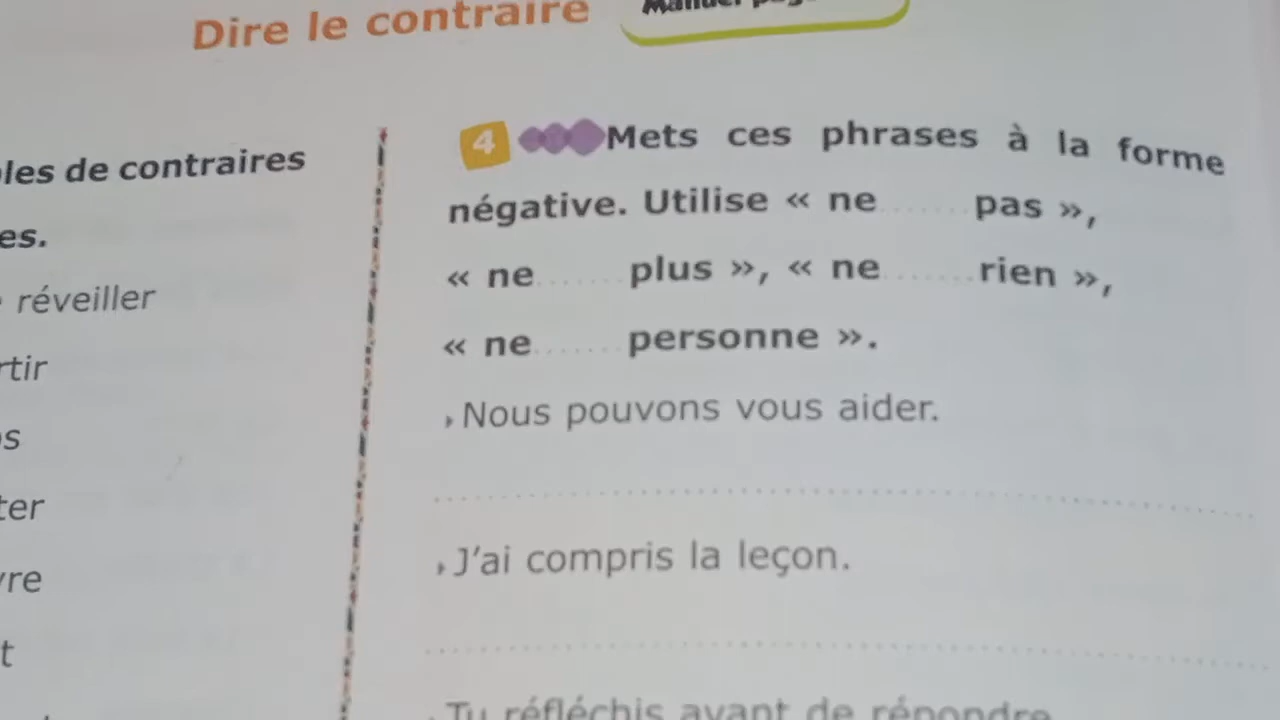 Dire le contraire
Manuel
les de contraires
es.
réveiller
rtir
s
ter
vre
t
4 Mets ces phrases à la forme
négative. Utilise « ne ...... pas »,
« ne ...... plus », « ne ...... rien »,
« ne ...... personne ».
Nous pouvons vous aider.
J'ai compris la leçon.
Tu réfléchis avant de répondre